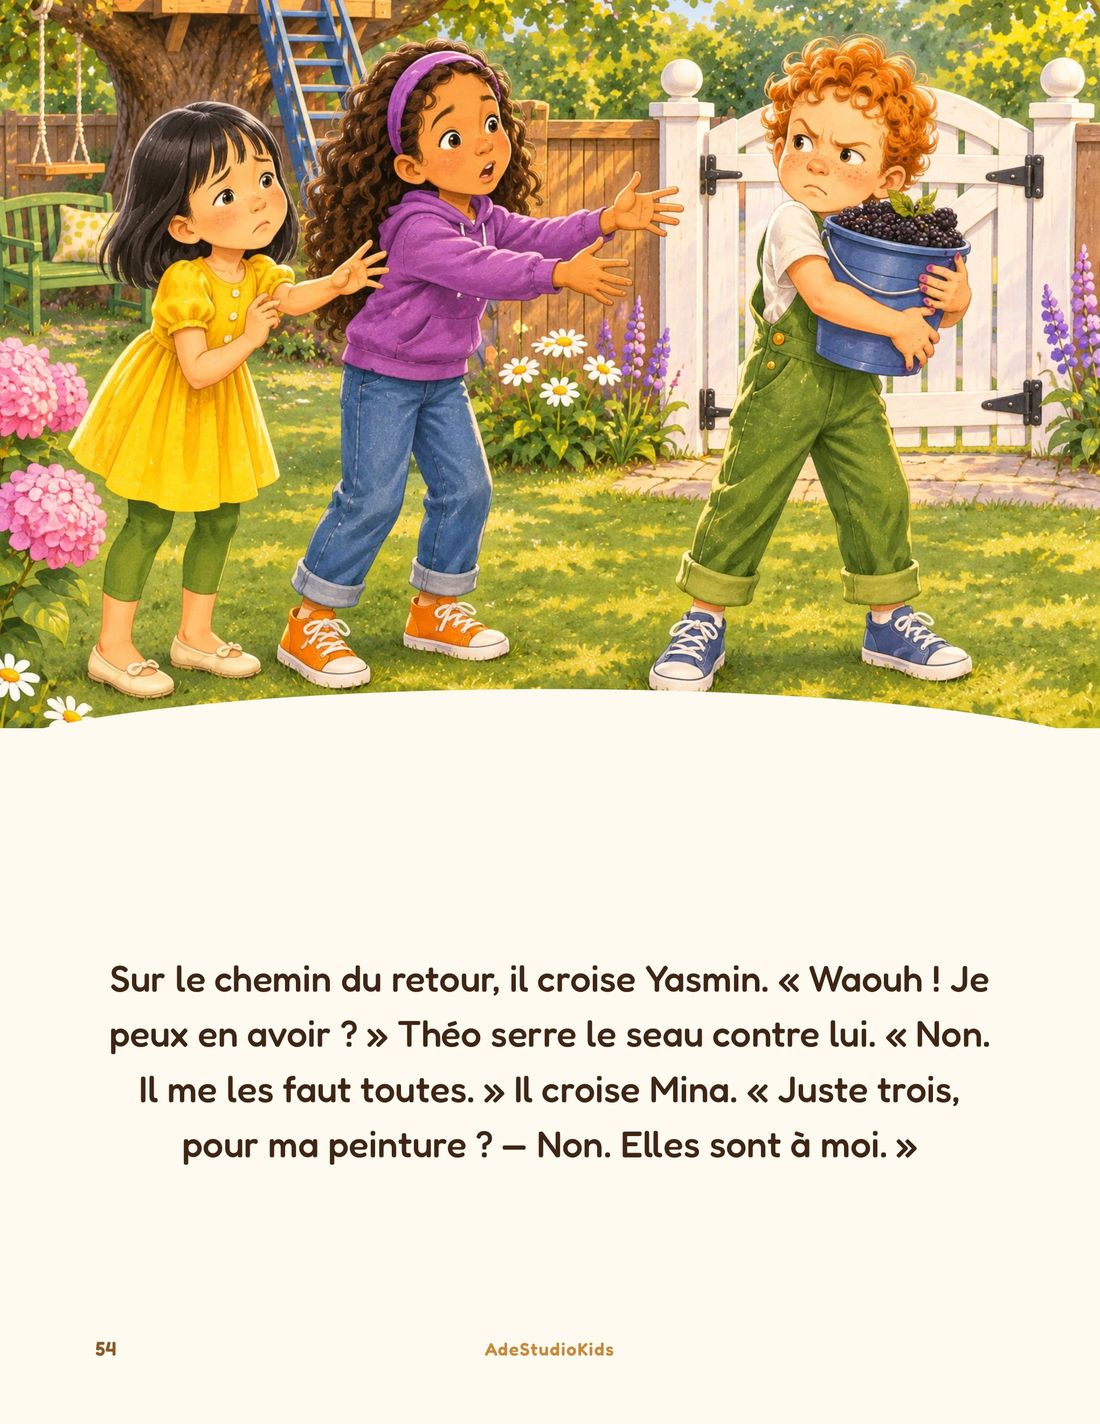 Sur le chemin du retour, il croise Yasmin. « Waouh ! Je
peux en avoir ? » Théo serre le seau contre lui. « Non.
Il me les faut toutes. » Il croise Mina. « Juste trois,
pour ma peinture ? — Non. Elles sont à moi. »
54
AdeStudioKids